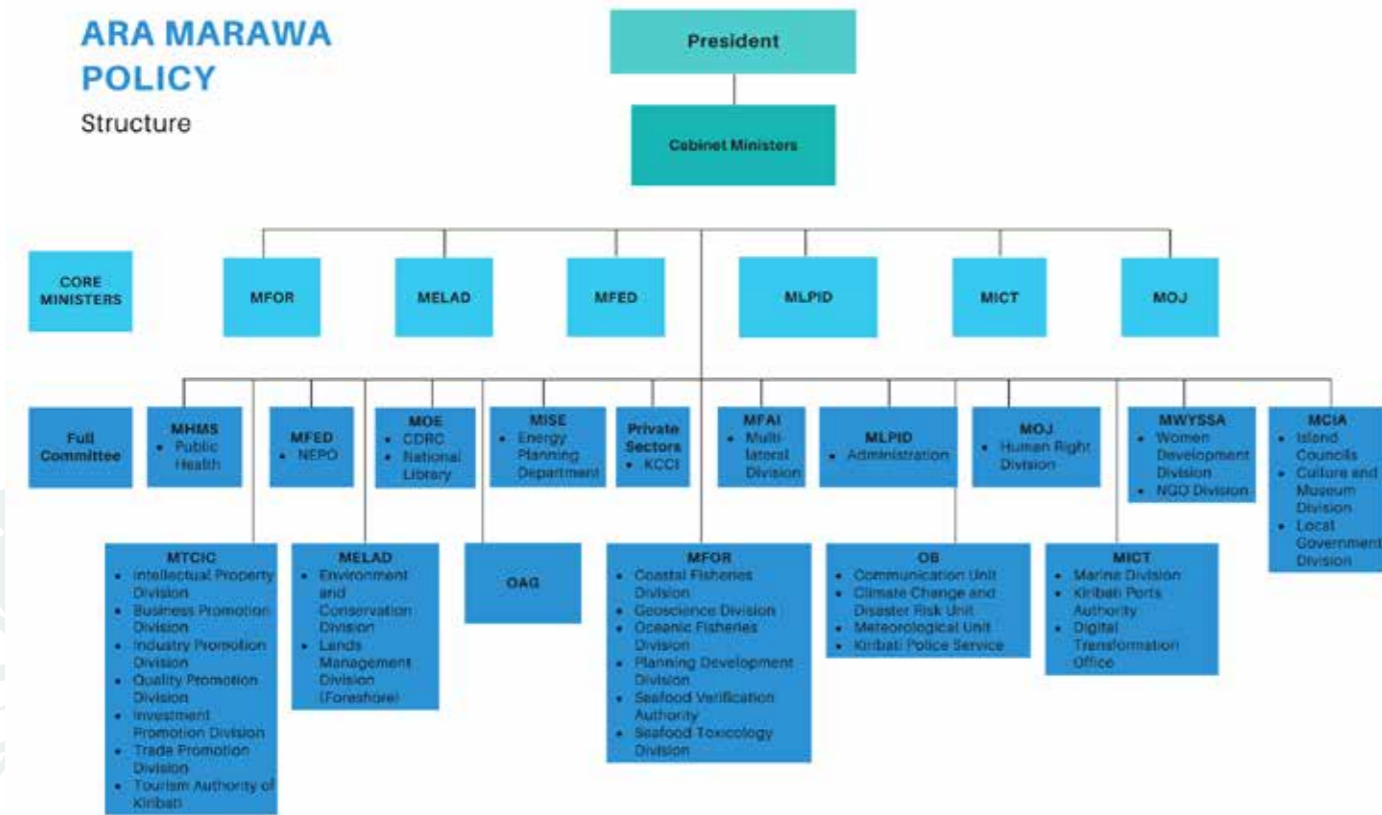 ARA MARAWA
POLICY
Structure
President
Cabinet Ministers
CORE
MINISTERS
MFOR
MELAD
MFED
MLPID
MICT
MOJ
Full
Committee
MHMS
• Public
Health
MFED
• NEPO
MOE
• CDRC
• National
Library
MISE
• Energy
Planning
Department
Private
Sectors
• KCCI
MFAI
• Multi-
lateral
Division
MLPID
• Administration
MOJ
• Human Right
Division
MWYSSA
• Women
Development
Division
• NGO Division
MCIA
• Island
Councils
• Culture and
Museum
Division
• Local
Government
Division
MTCIC
• Intellectual Property
Division
• Business Promotion
Division
• Industry Promotion
Division
• Quality Promotion
Division
• Investment
Promotion Division
• Trade Promotion
Division
• Tourism Authority of
Kiribati
MELAD
• Environment
and
Conservation
Division
• Lands
Management
Division
(Foreshore)
OAG
MFOR
• Coastal Fisheries
Division
• Geoscience Division
• Oceanic Fisheries
Division
• Planning Development
Division
• Seafood Verification
Authority
• Seafood Toxicology
Division
OB
• Communication Unit
• Climate Change and
Disaster Risk Unit
• Meteorological Unit
• Kiribati Police Service
MICT
• Marine Division
• Kiribati Ports
Authority
• Digital
Transformation
Office